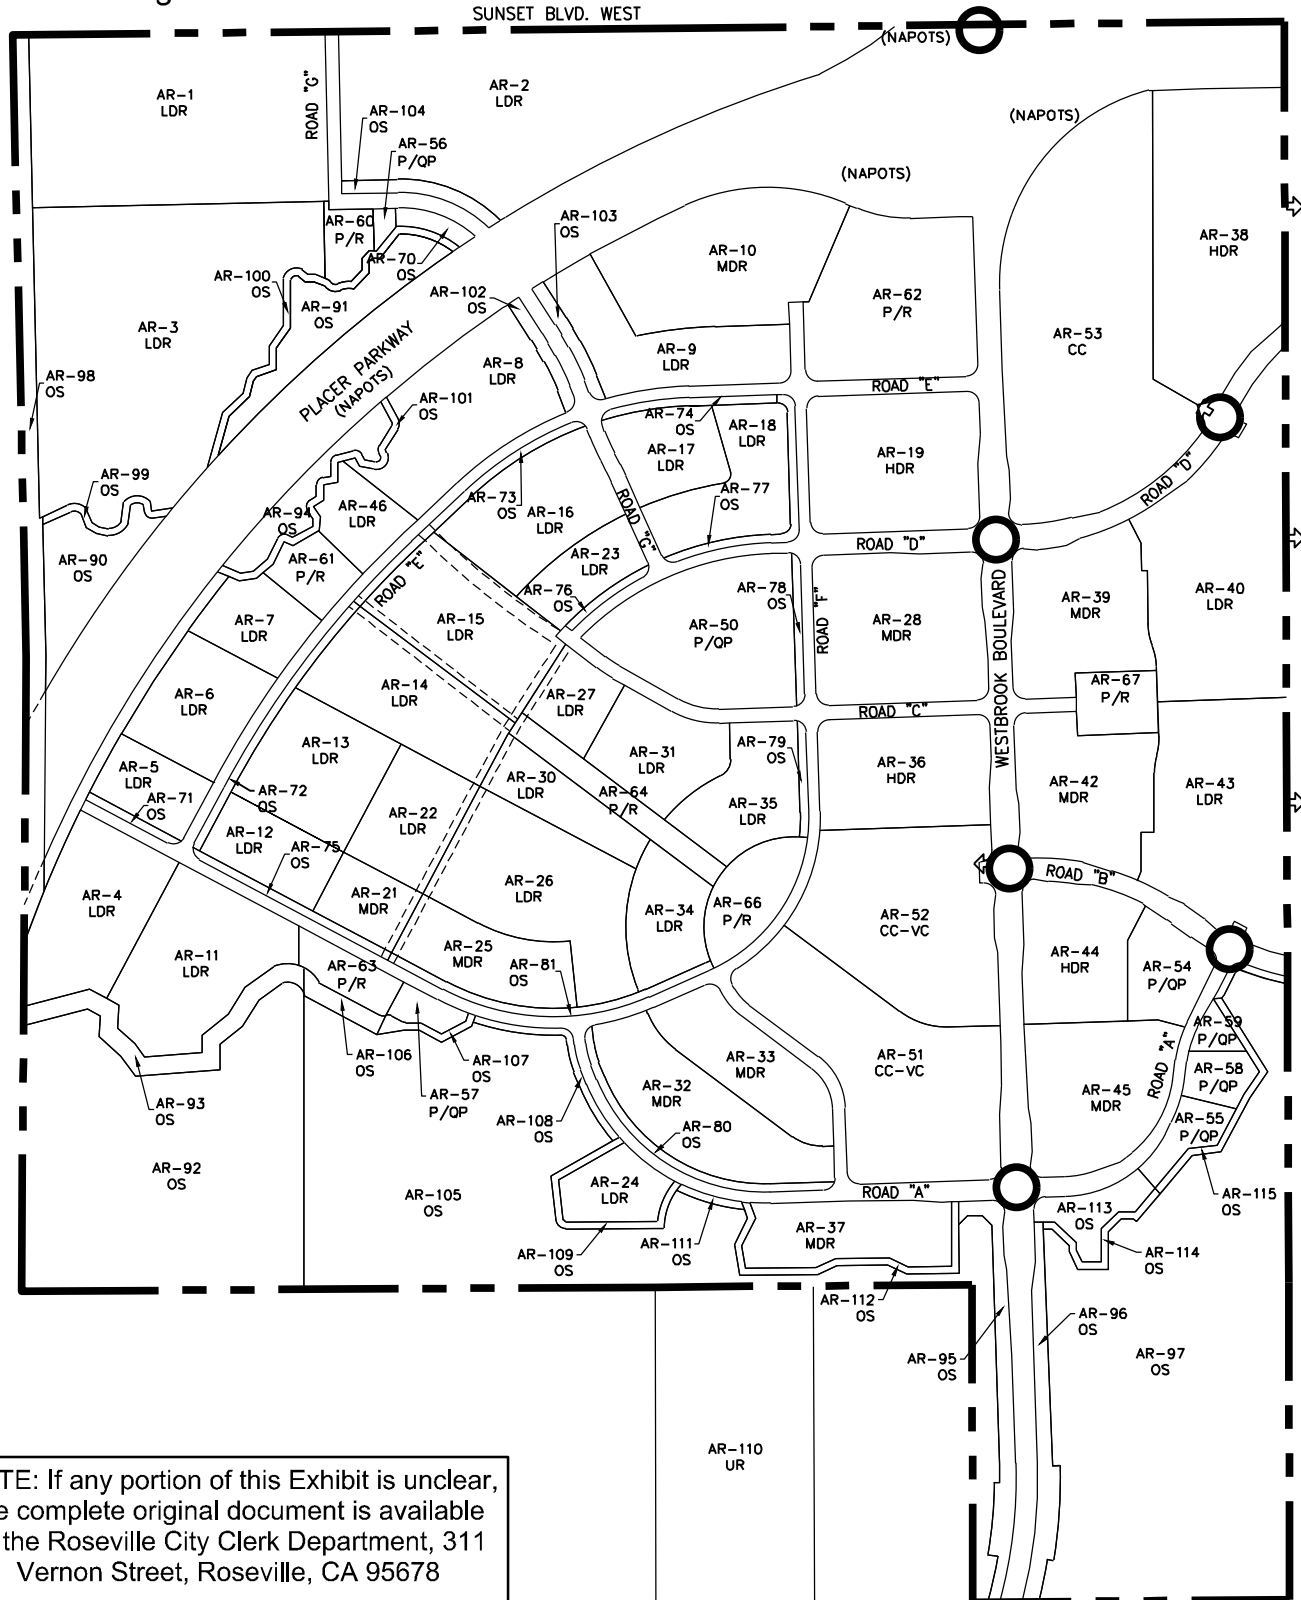 SUNSET BLVD. WEST
(NAPOTS)
AR-1
LDR
ROAD "G"
AR-2
LDR
AR-104
OS
AR-56
P/QP
(NAPOTS)
(NAPOTS)
AR-60
P/R
AR-103
OS
AR-38
HDR
AR-70
OS
AR-10
MDR
AR-100
OS
AR-91
OS
AR-102
OS
AR-62
P/R
AR-3
LDR
AR-53
CC
PLACER PARKWAY
(NAPOTS)
AR-8
LDR
AR-9
LDR
AR-98
OS
AR-101
OS
ROAD "E"
AR-74
OS
AR-18
LDR
AR-17
LDR
AR-19
HDR
AR-99
OS
AR-73
OS
AR-77
OS
ROAD "D"
AR-46
LDR
AR-94
OS
AR-16
LDR
ROAD "G"
AR-90
OS
AR-61
P/R
AR-23
LDR
ROAD "D"
ROAD "E"
AR-76
OS
AR-78
OS
ROAD "F"
AR-39
MDR
AR-40
LDR
AR-7
LDR
AR-15
LDR
AR-50
P/QP
AR-28
MDR
WESTBROOK BOULEVARD
AR-6
LDR
AR-14
LDR
AR-27
LDR
AR-67
P/R
ROAD "C"
AR-13
LDR
AR-31
LDR
AR-79
OS
AR-36
HDR
AR-5
LDR
AR-71
OS
AR-72
OS
AR-30
LDR
AR-64
P/R
AR-42
MDR
AR-43
LDR
AR-22
LDR
AR-35
LDR
AR-12
LDR
AR-75
OS
ROAD "B"
AR-4
LDR
AR-21
MDR
AR-26
LDR
AR-34
LDR
AR-66
P/R
AR-52
CC-VC
AR-11
LDR
AR-25
MDR
AR-44
HDR
AR-63
P/R
AR-81
OS
AR-54
P/QP
AR-59
P/QP
AR-106
OS
AR-107
OS
AR-33
MDR
AR-51
CC-VC
ROAD "A"
AR-58
P/QP
AR-57
P/QP
AR-32
MDR
AR-45
MDR
AR-93
OS
AR-108
OS
AR-80
OS
AR-55
P/QP
AR-92
OS
AR-105
OS
AR-24
LDR
ROAD "A"
AR-115
OS
AR-113
OS
AR-37
MDR
AR-111
OS
AR-109
OS
AR-114
OS
AR-112
OS
AR-96
OS
AR-95
OS
AR-97
OS
AR-110
UR
TE: If any portion of this Exhibit is unclear,
e complete original document is available
the Roseville City Clerk Department, 311
Vernon Street, Roseville, CA 95678